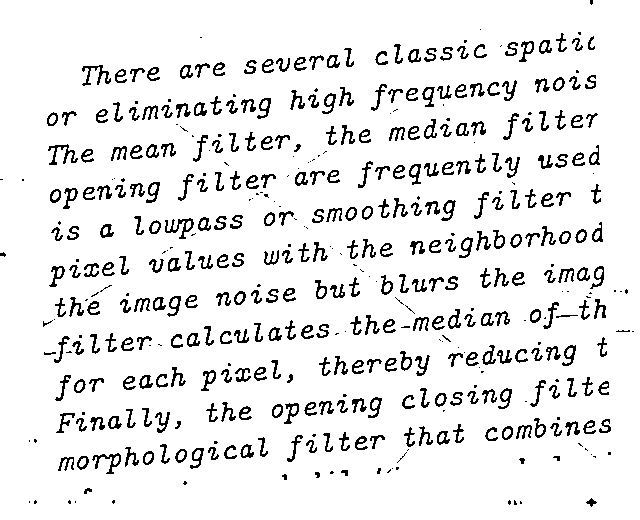 There are several classic spatic
or eliminating high frequency nois
The mean filter, the median filter
opening filter are frequently used
is a lowpass or smoothing filter t
pixel values with the neighborhood
the image noise but blurs the imag
filter calculates the median of th
for each pixel, thereby reducing t
Finally, the opening closing filte
morphological filter that combines